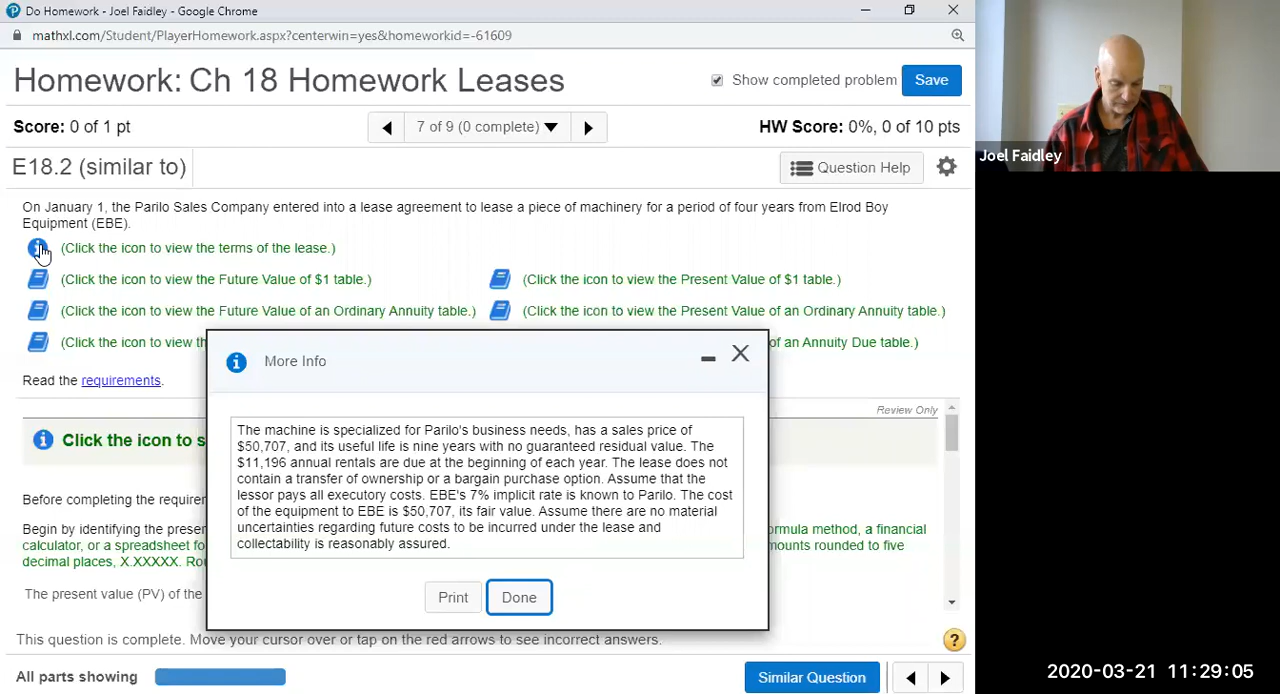 Do Homework - Joel Faidley - Google Chrome
mathxl.com/Student/PlayerHomework.aspx?centerwin=yes&homeworkid=-61609
Homework: Ch 18 Homework Leases
Show completed problem
Save
Score: 0 of 1 pt
7 of 9 (0 complete)
HW Score: 0%, 0 of 10 pts
E18.2 (similar to)
Question Help
Joel Faidley
On January 1, the Parilo Sales Company entered into a lease agreement to lease a piece of machinery for a period of four years from Elrod Boy
Equipment (EBE).
(Click the icon to view the terms of the lease.)
(Click the icon to view the Future Value of $1 table.)
(Click the icon to view the Present Value of $1 table.)
(Click the icon to view the Future Value of an Ordinary Annuity table.)
(Click the icon to view the Present Value of an Ordinary Annuity table.)
(Click the icon to view th
of an Annuity Due table.)
Read the requirements.
More Info
The machine is specialized for Parilo's business needs, has a sales price of
$50,707, and its useful life is nine years with no guaranteed residual value. The
$11,196 annual rentals are due at the beginning of each year. The lease does not
contain a transfer of ownership or a bargain purchase option. Assume that the
lessor pays all executory costs. EBE's 7% implicit rate is known to Parilo. The cost
of the equipment to EBE is $50,707, its fair value. Assume there are no material
uncertainties regarding future costs to be incurred under the lease and
collectability is reasonably assured.
Print
Done
Review Only
Click the icon to s
Before completing the requirer
Begin by identifying the presen
ormula method, a financial
calculator, or a spreadsheet fo
mounts rounded to five
decimal places, X.XXXXX. Ro
The present value (PV) of the
This question is complete. Move your cursor over or tap on the red arrows to see incorrect answers.
?
All parts showing
Similar Question
2020-03-21 11:29:05